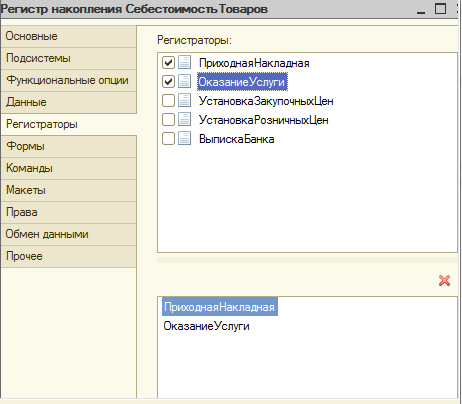 Регистр накопления СебестоимостьТоваров
Основные
Подсистемы
Функциональные опции
Данные
Регистраторы
Формы
Команды
Макеты
Права
Обмен данными
Прочее
Регистраторы:
ПриходнаяНакладная
ОказаниеУслуги
УстановкаЗакупочныхЦен
УстановкаРозничныхЦен
ВыпискаБанка
ПриходнаяНакладная
ОказаниеУслуги